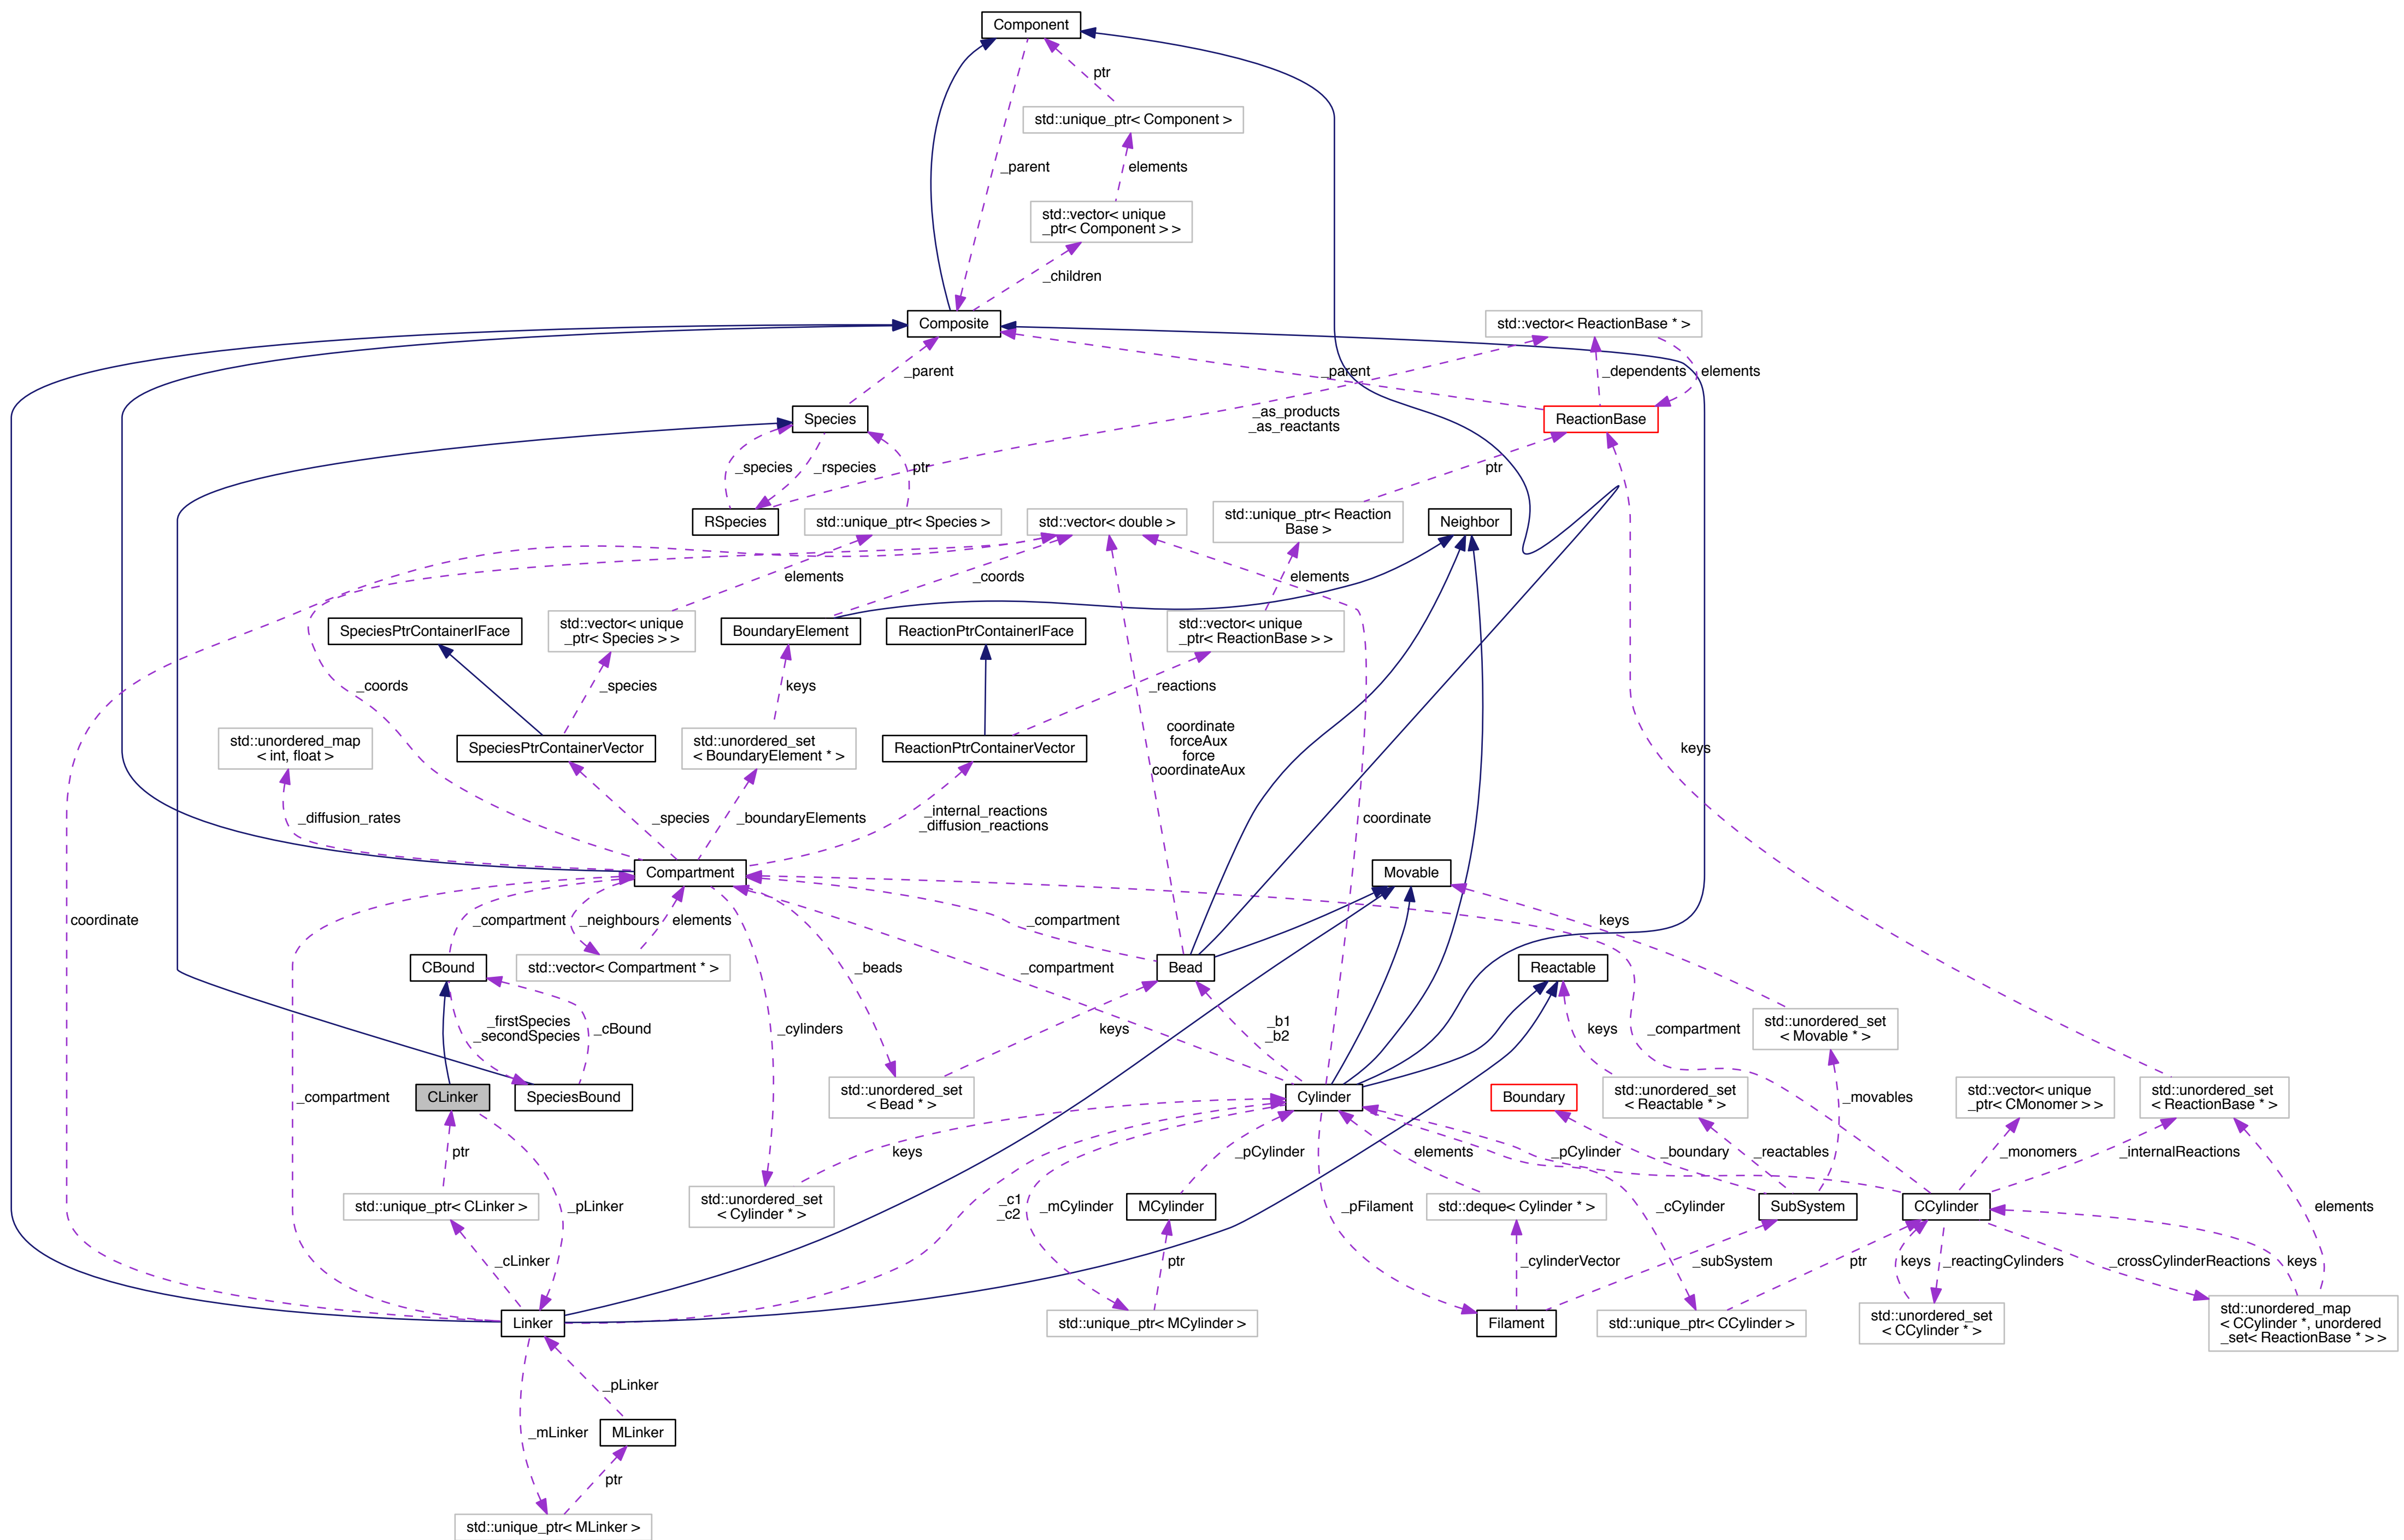 Component
ptr
std::unique_ptr< Component >
_parent
elements
std::vector< unique
_ptr< Component > >
_children
Composite
std::vector< ReactionBase * >
_parent
_parent
_dependents
elements
_as_products
_as_reactants
Species
ReactionBase
_species
_rspecies
ptr
ptr
RSpecies
std::unique_ptr< Species >
std::vector< double >
std::unique_ptr< Reaction
Base >
Neighbor
elements
_coords
elements
SpeciesPtrContainerIFace
std::vector< unique
_ptr< Species > >
BoundaryElement
ReactionPtrContainerIFace
std::vector< unique
_ptr< ReactionBase > >
_coords
_species
keys
_reactions
coordinate
forceAux
force
coordinateAux
std::unordered_map
< int, float >
SpeciesPtrContainerVector
std::unordered_set
< BoundaryElement * >
ReactionPtrContainerVector
keys
_diffusion_rates
_species
_boundaryElements
_internal_reactions
_diffusion_reactions
coordinate
Compartment
Movable
coordinate
_compartment
_neighbours
elements
_compartment
keys
CBound
std::vector< Compartment * >
_beads
Bead
_compartment
Reactable
_firstSpecies
_secondSpecies
_cBound
_cylinders
keys
_b1
_b2
keys
_compartment
std::unordered_set
< Movable * >
_compartment
CLinker
SpeciesBound
std::unordered_set
< Bead * >
Cylinder
Boundary
std::unordered_set
< Reactable * >
_movables
std::vector< unique
_ptr< CMonomer > >
std::unordered_set
< ReactionBase * >
ptr
keys
_pCylinder
elements
_pCylinder
_boundary
_reactables
_monomers
_internalReactions
std::unique_ptr< CLinker >
_pLinker
std::unordered_set
< Cylinder * >
_c1
_c2
_mCylinder
MCylinder
_pFilament
std::deque< Cylinder * >
_cCylinder
SubSystem
CCylinder
elements
_cLinker
ptr
_cylinderVector
_subSystem
ptr
keys
_reactingCylinders
_crossCylinderReactions
keys
Linker
std::unique_ptr< MCylinder >
Filament
std::unique_ptr< CCylinder >
std::unordered_set
< CCylinder * >
std::unordered_map
< CCylinder *, unordered
_set< ReactionBase * > >
_pLinker
_mLinker
MLinker
ptr
std::unique_ptr< MLinker >